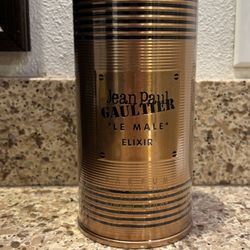 Jean Paul
GAULTIER
"LE MALE"
ELIXIR